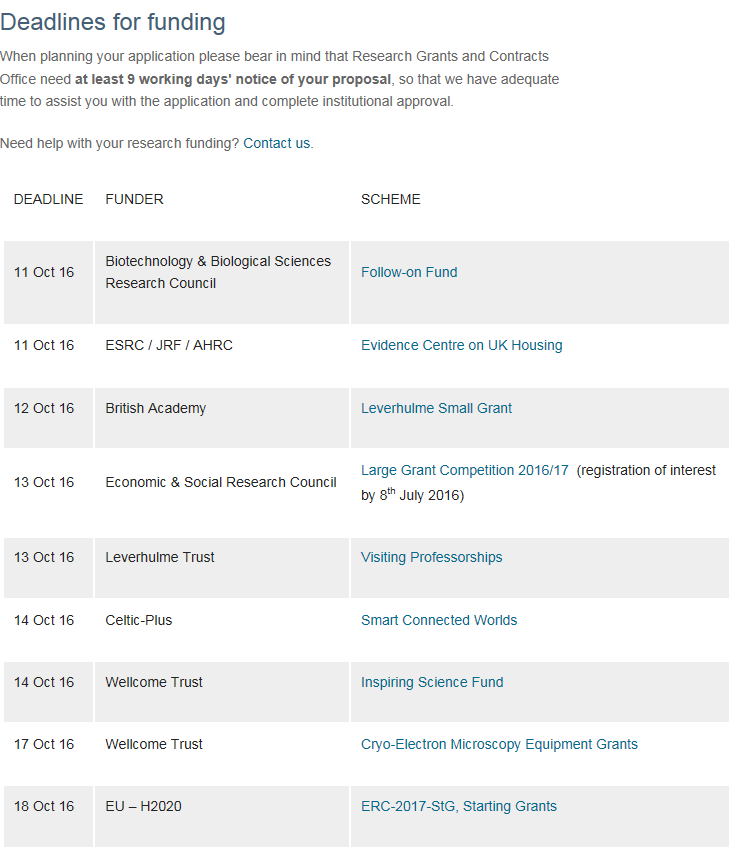 Deadlines for funding
When planning your application please bear in mind that Research Grants and Contracts
Office need at least 9 working days' notice of your proposal, so that we have adequate
time to assist you with the application and complete institutional approval.
Need help with your research funding? Contact us.
DEADLINE FUNDER SCHEME
11 Oct 16 Biotechnology & Biological Sciences Research Council Follow-on Fund
11 Oct 16 ESRC / JRF / AHRC Evidence Centre on UK Housing
12 Oct 16 British Academy Leverhulme Small Grant
13 Oct 16 Economic & Social Research Council Large Grant Competition 2016/17 (registration of interest by 8th July 2016)
13 Oct 16 Leverhulme Trust Visiting Professorships
14 Oct 16 Celtic-Plus Smart Connected Worlds
14 Oct 16 Wellcome Trust Inspiring Science Fund
17 Oct 16 Wellcome Trust Cryo-Electron Microscopy Equipment Grants
18 Oct 16 EU – H2020 ERC-2017-StG, Starting Grants